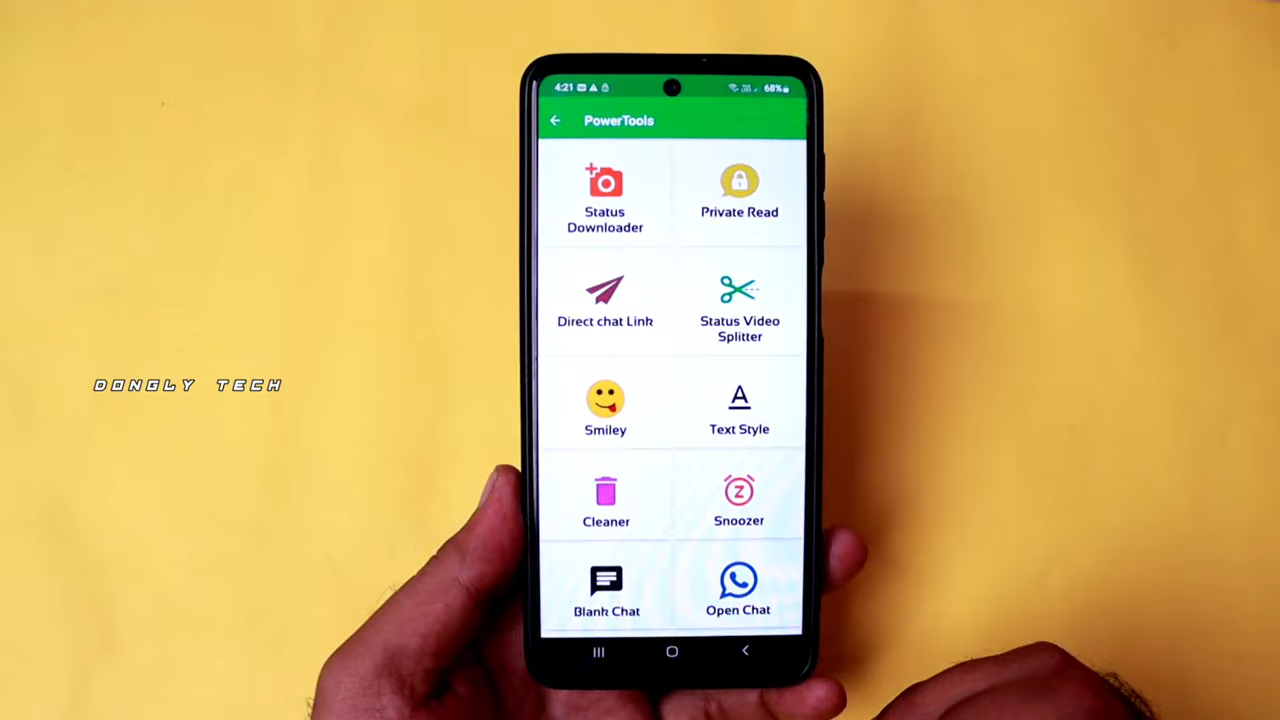 4:21
68%
PowerTools
Status
Downloader
Private Read
Direct chat Link
Status Video
Splitter
Smiley
A
Text Style
Cleaner
Z
Snoozer
Blank Chat
Open Chat
DONGLY TECH